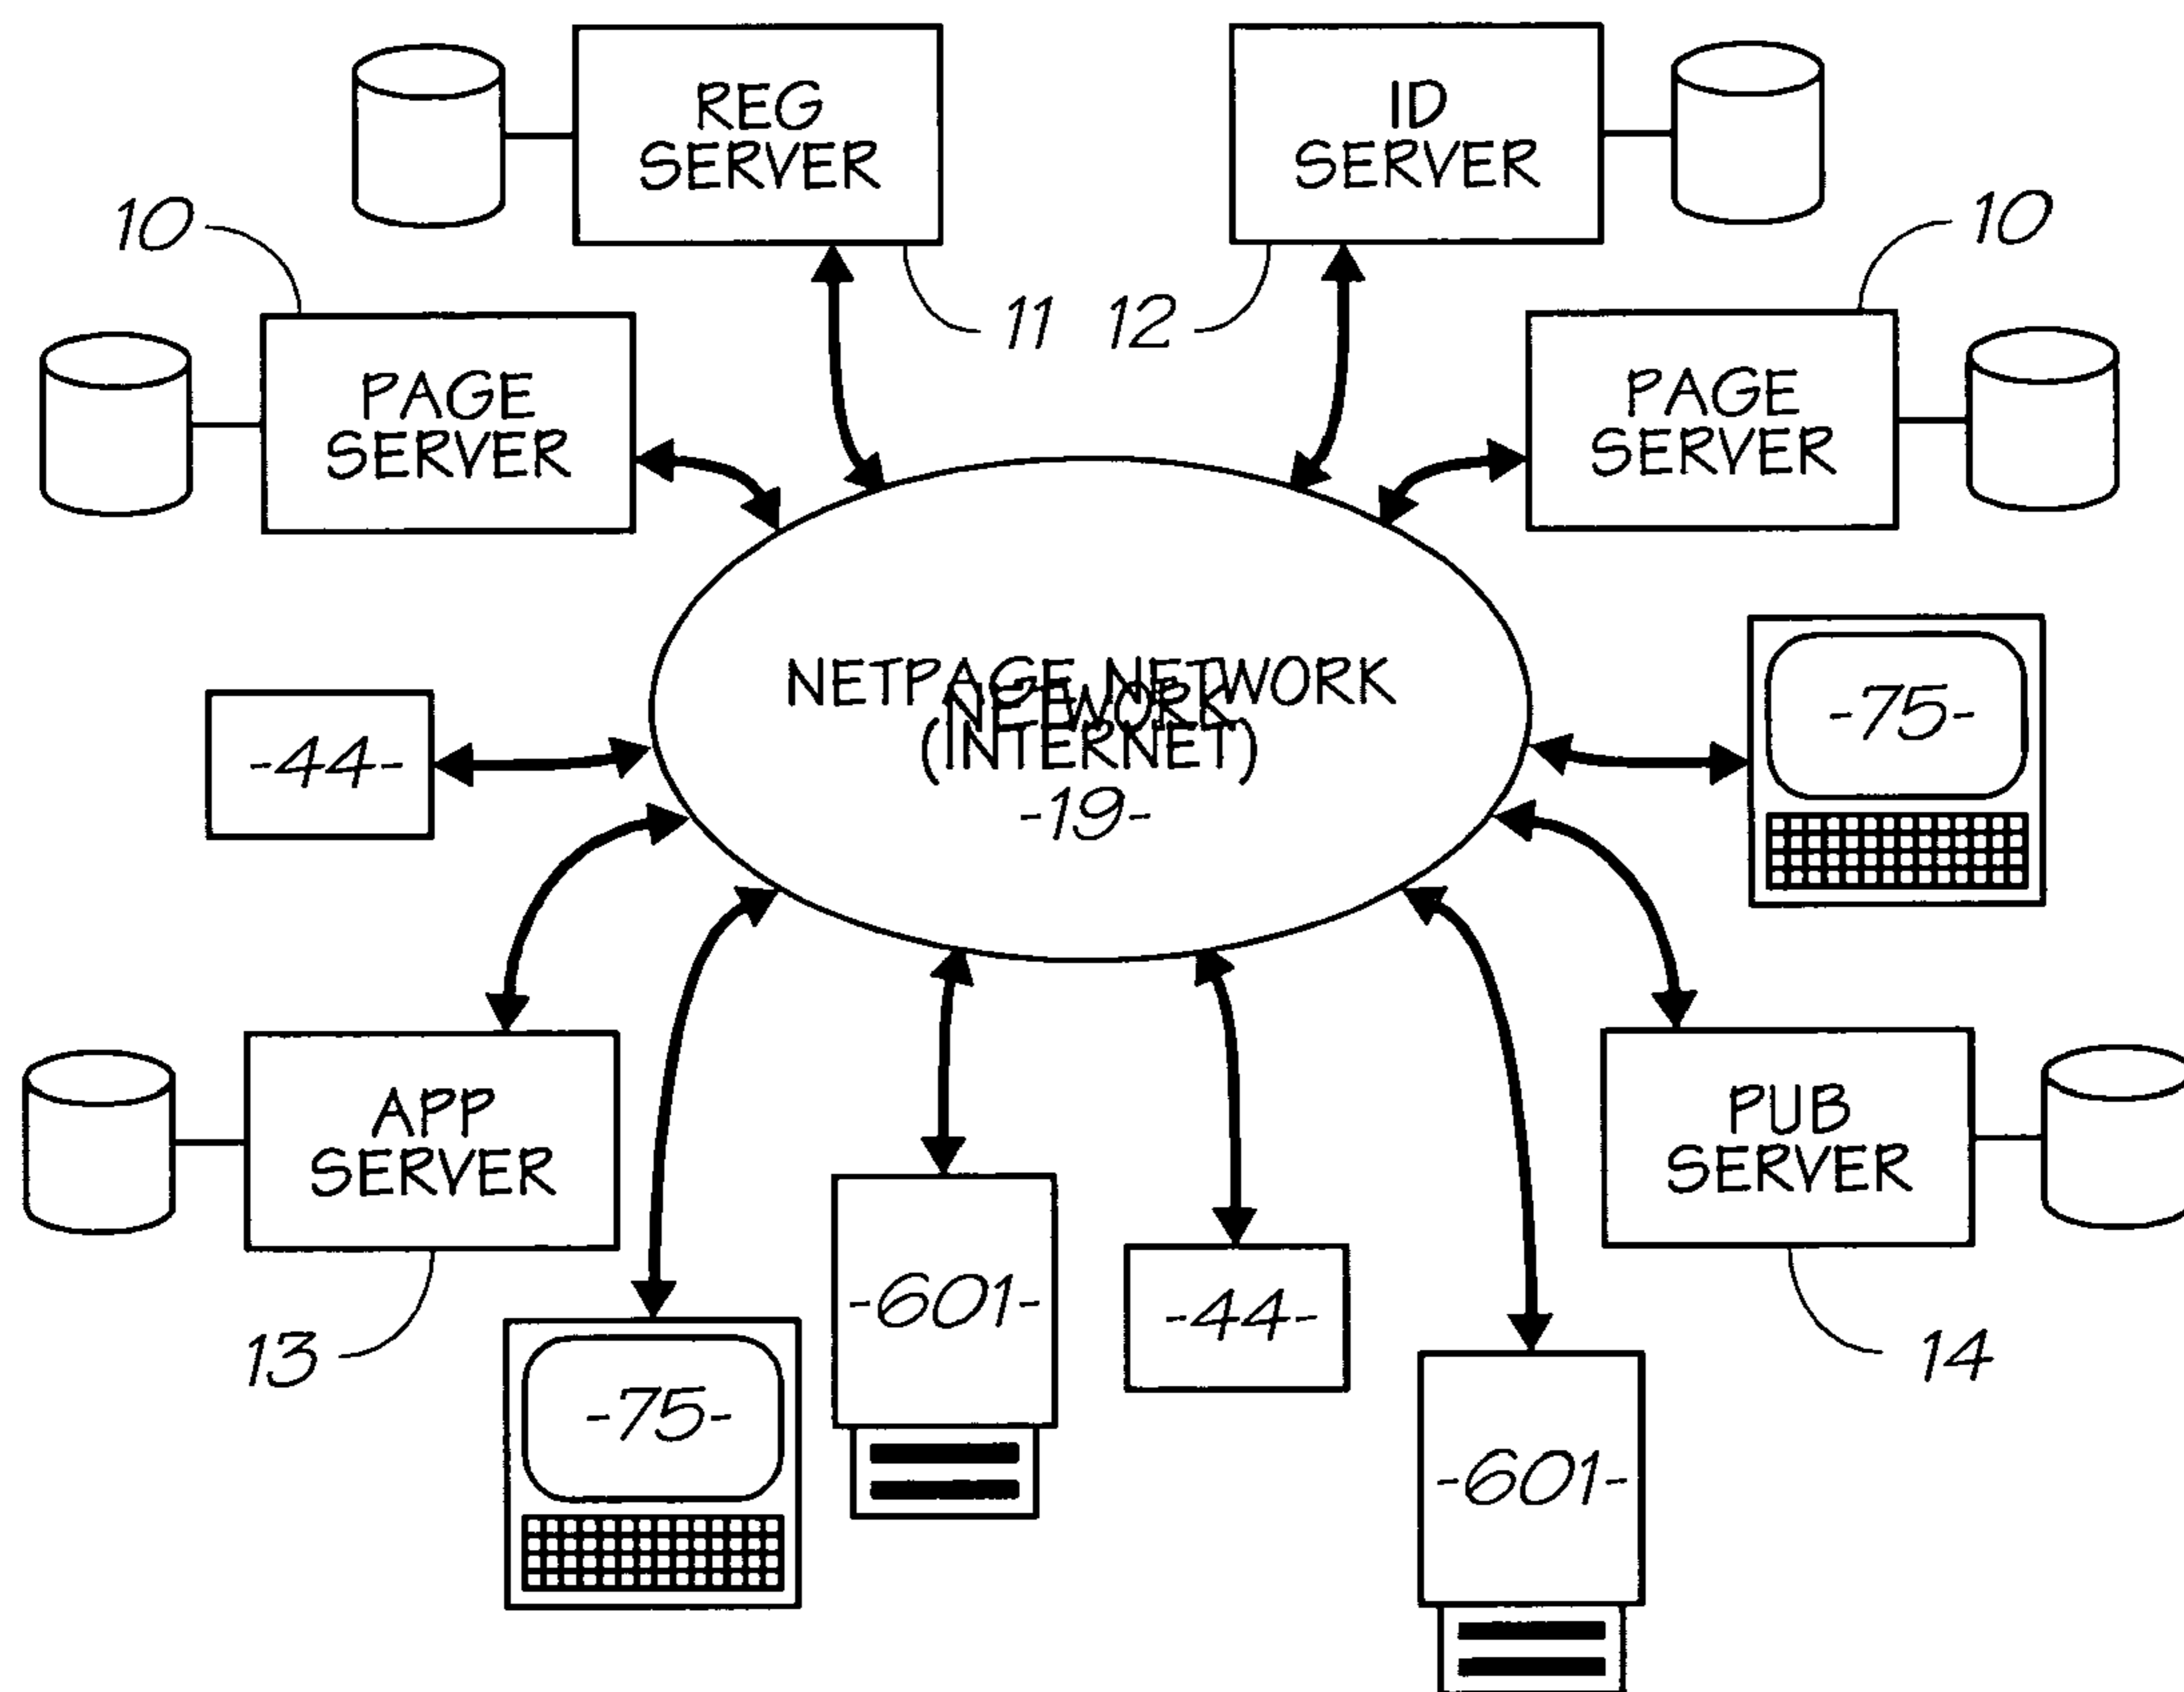 REG
SERVER
ID
SERVER
10
10
11
12
PAGE
SERVER
PAGE
SERVER
NETPAGE NETWORK
NETWORK
(INTERNET)
-19-
-44-
-75-
APP
SERVER
PUB
SERVER
-601-
-44-
13
14
-75-
-601-